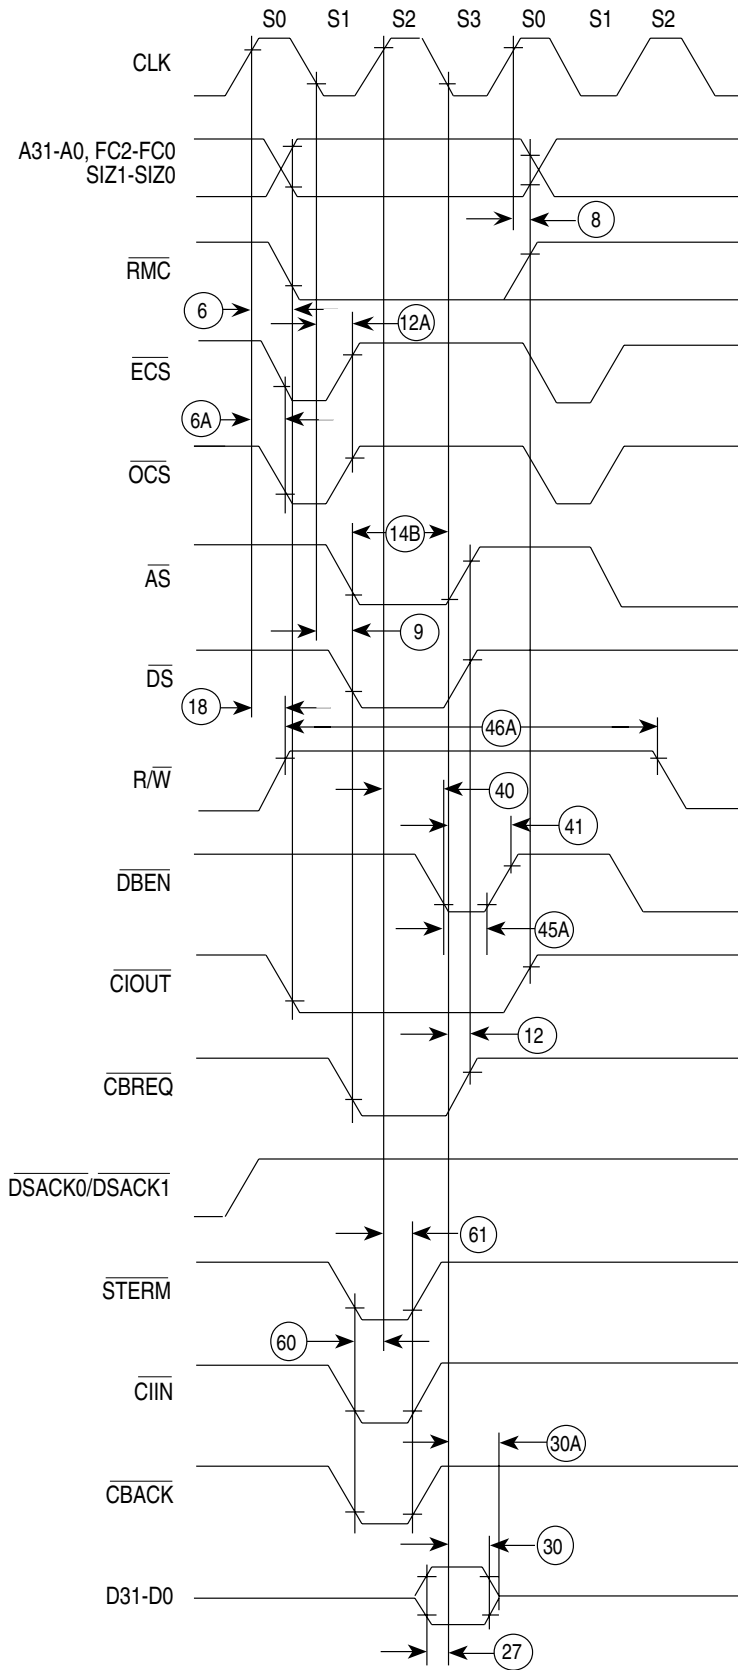 S0 S1 S2 S3 S0 S1 S2
CLK
A31-A0, FC2-FC0
SIZ1-SIZ0
8
RMC
6
12A
ECS
6A
OCS
14B
AS
9
DS
18
46A
R/W
40
41
DBEN
45A
CIOUT
12
CBREQ
DSACK0/DSACK1
61
STERM
60
CIIN
30A
CBACK
30
D31-D0
27